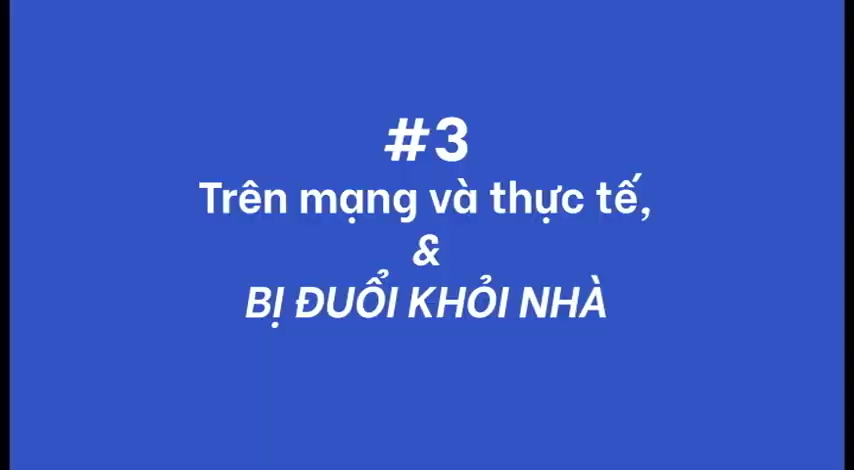 #3
Trên mạng và thực tế,
&
BỊ ĐUỔI KHỎI NHÀ